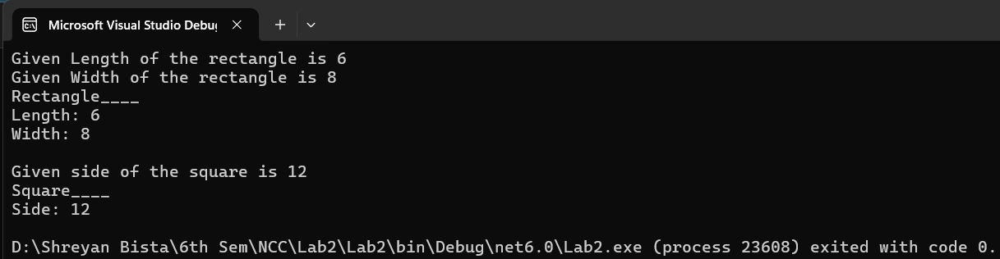 Microsoft Visual Studio Debu
Given Length of the rectangle is 6
Given Width of the rectangle is 8
Rectangle____
Length: 6
Width: 8
Given side of the square is 12
Square____
Side: 12
D:\Shreyan Bista\6th Sem\NCC\Lab2\Lab2\bin\Debug\net6.0\Lab2.exe (process 23608) exited with code 0.